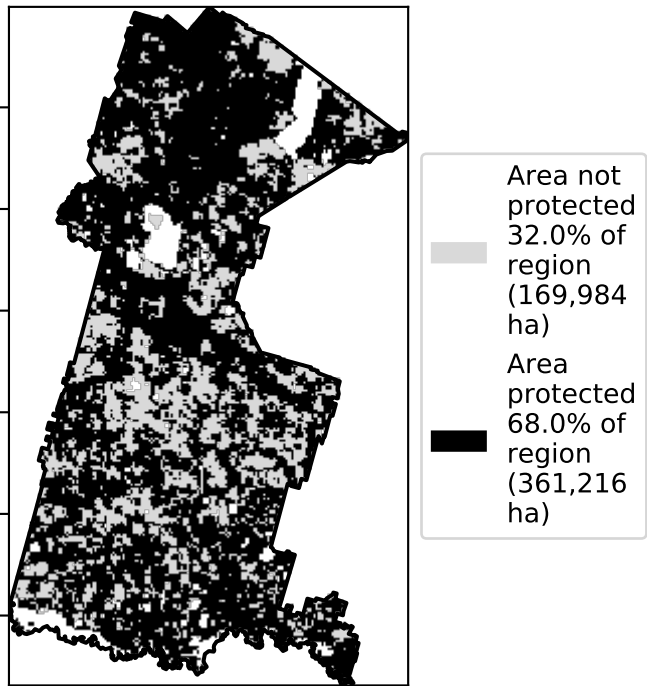 Area not
protected
32.0% of
region
(169,984
ha)
Area
protected
68.0% of
region
(361,216
ha)